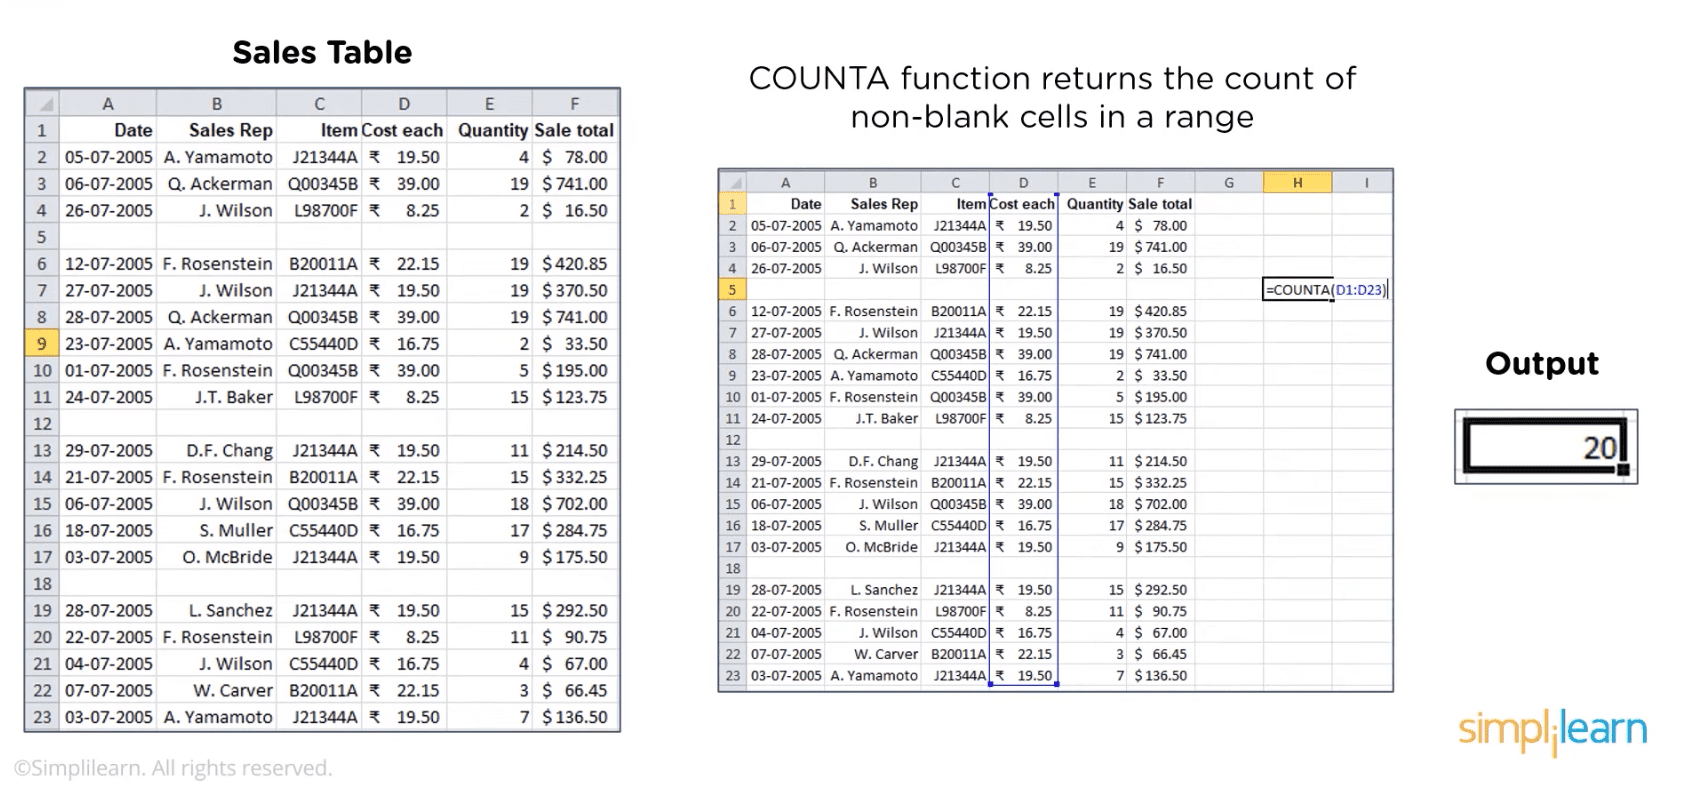 Sales Table
A B C D E F
1 Date Sales Rep Item Cost each Quantity Sale total
2 05-07-2005 A. Yamamoto J21344A ₹ 19.50 4 $ 78.00
3 06-07-2005 Q. Ackerman Q00345B ₹ 39.00 19 $ 741.00
4 26-07-2005 J. Wilson L98700F ₹ 8.25 2 $ 16.50
5
6 12-07-2005 F. Rosenstein B20011A ₹ 22.15 19 $ 420.85
7 27-07-2005 J. Wilson J21344A ₹ 19.50 19 $ 370.50
8 28-07-2005 Q. Ackerman Q00345B ₹ 39.00 19 $ 741.00
9 23-07-2005 A. Yamamoto C55440D ₹ 16.75 2 $ 33.50
10 01-07-2005 F. Rosenstein Q00345B ₹ 39.00 5 $ 195.00
11 24-07-2005 J.T. Baker L98700F ₹ 8.25 15 $ 123.75
12
13 29-07-2005 D.F. Chang J21344A ₹ 19.50 11 $ 214.50
14 21-07-2005 F. Rosenstein B20011A ₹ 22.15 15 $ 332.25
15 06-07-2005 J. Wilson Q00345B ₹ 39.00 18 $ 702.00
16 18-07-2005 S. Muller C55440D ₹ 16.75 17 $ 284.75
17 03-07-2005 O. McBride J21344A ₹ 19.50 9 $ 175.50
18
19 28-07-2005 L. Sanchez J21344A ₹ 19.50 15 $ 292.50
20 22-07-2005 F. Rosenstein L98700F ₹ 8.25 11 $ 90.75
21 04-07-2005 J. Wilson C55440D ₹ 16.75 4 $ 67.00
22 07-07-2005 W. Carver B20011A ₹ 22.15 3 $ 66.45
23 03-07-2005 A. Yamamoto J21344A ₹ 19.50 7 $ 136.50
COUNTA function returns the count of
non-blank cells in a range
A B C D E F G H I
1 Date Sales Rep Item Cost each Quantity Sale total
2 05-07-2005 A. Yamamoto J21344A ₹ 19.50 4 $ 78.00
3 06-07-2005 Q. Ackerman Q00345B ₹ 39.00 19 $ 741.00
4 26-07-2005 J. Wilson L98700F ₹ 8.25 2 $ 16.50
5 =COUNTA(D1:D23)
6 12-07-2005 F. Rosenstein B20011A ₹ 22.15 19 $ 420.85
7 27-07-2005 J. Wilson J21344A ₹ 19.50 19 $ 370.50
8 28-07-2005 Q. Ackerman Q00345B ₹ 39.00 19 $ 741.00
9 23-07-2005 A. Yamamoto C55440D ₹ 16.75 2 $ 33.50
10 01-07-2005 F. Rosenstein Q00345B ₹ 39.00 5 $ 195.00
11 24-07-2005 J.T. Baker L98700F ₹ 8.25 15 $ 123.75
12
13 29-07-2005 D.F. Chang J21344A ₹ 19.50 11 $ 214.50
14 21-07-2005 F. Rosenstein B20011A ₹ 22.15 15 $ 332.25
15 06-07-2005 J. Wilson Q00345B ₹ 39.00 18 $ 702.00
16 18-07-2005 S. Muller C55440D ₹ 16.75 17 $ 284.75
17 03-07-2005 O. McBride J21344A ₹ 19.50 9 $ 175.50
18
19 28-07-2005 L. Sanchez J21344A ₹ 19.50 15 $ 292.50
20 22-07-2005 F. Rosenstein L98700F ₹ 8.25 11 $ 90.75
21 04-07-2005 J. Wilson C55440D ₹ 16.75 4 $ 67.00
22 07-07-2005 W. Carver B20011A ₹ 22.15 3 $ 66.45
23 03-07-2005 A. Yamamoto J21344A ₹ 19.50 7 $ 136.50
Output
20
simplilearn
©Simplilearn. All rights reserved.